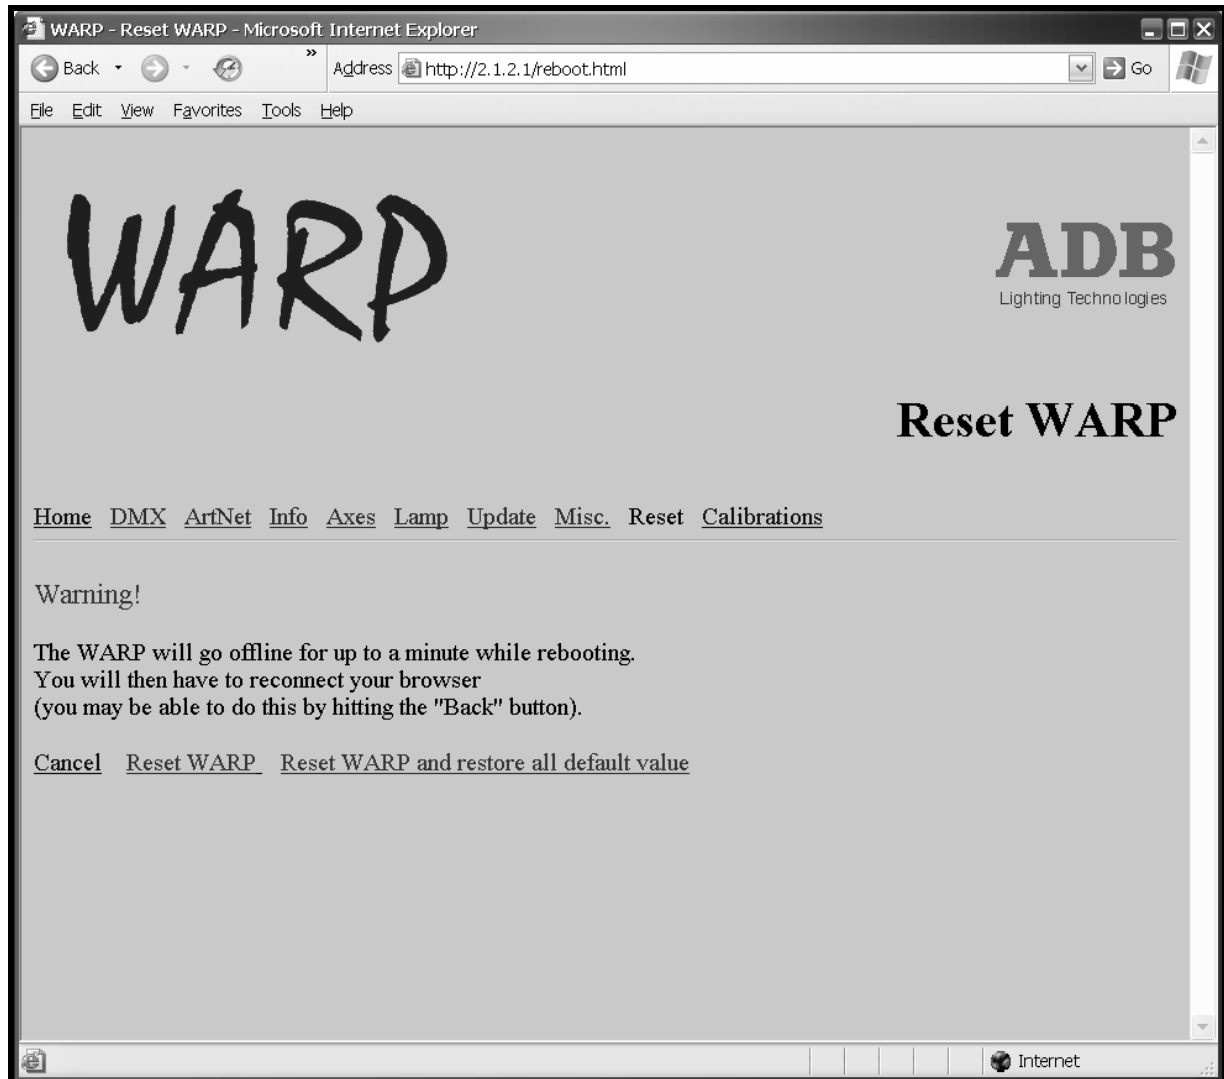 WARP - Reset WARP - Microsoft Internet Explorer
Back » Address http://2.1.2.1/reboot.html Go
File Edit View Favorites Tools Help
WARP
ADB
Lighting Technologies
Reset WARP
Home DMX ArtNet Info Axes Lamp Update Misc. Reset Calibrations
Warning!
The WARP will go offline for up to a minute while rebooting.
You will then have to reconnect your browser
(you may be able to do this by hitting the "Back" button).
Cancel Reset WARP Reset WARP and restore all default value
Internet